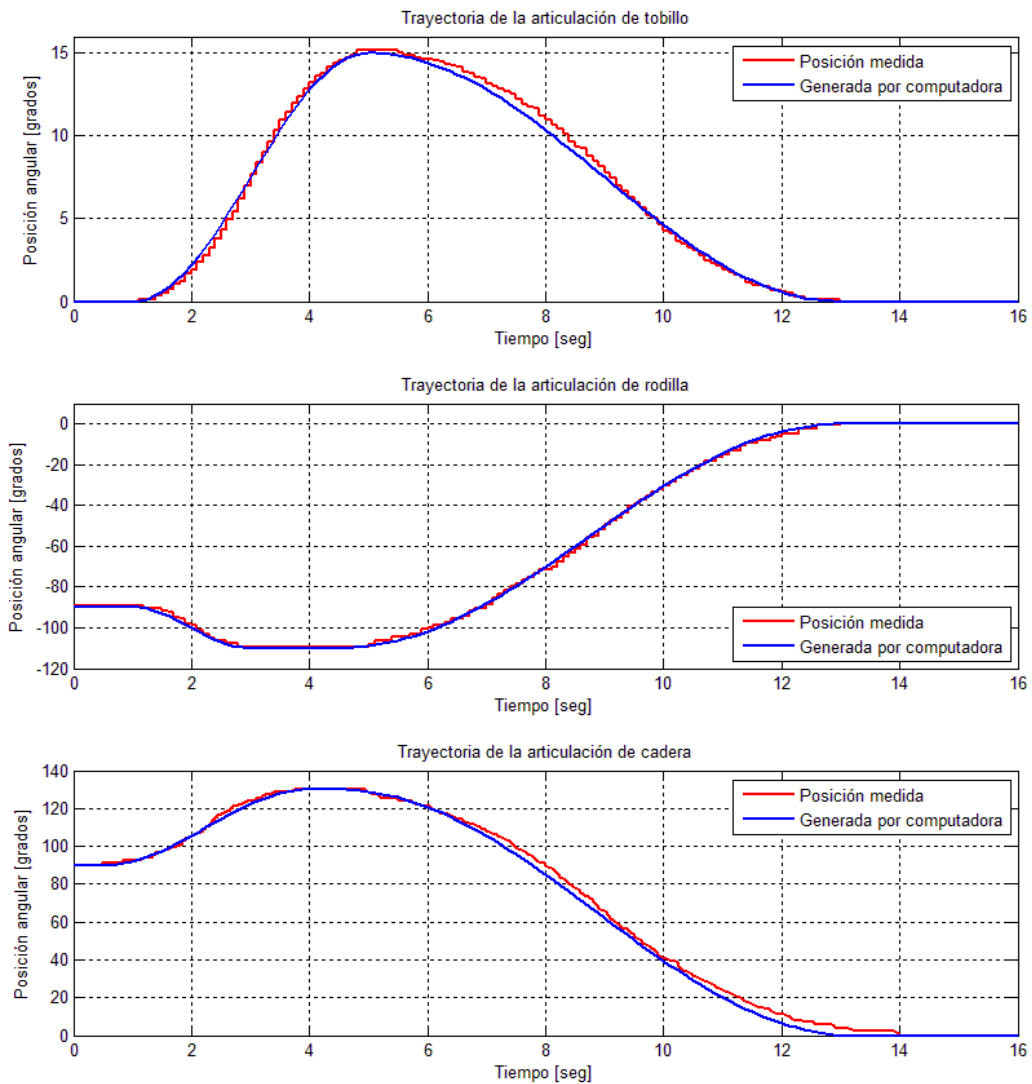 Trayectoria de la articulación de tobillo
Posición angular [grados]
15
10
5
0
Posición medida
Generada por computadora
0 2 4 6 8 10 12 14 16
Tiempo [seg]
Trayectoria de la articulación de rodilla
Posición angular [grados]
0
-20
-40
-60
-80
-100
-120
Posición medida
Generada por computadora
0 2 4 6 8 10 12 14 16
Tiempo [seg]
Trayectoria de la articulación de cadera
Posición angular [grados]
140
120
100
80
60
40
20
0
Posición medida
Generada por computadora
0 2 4 6 8 10 12 14 16
Tiempo [seg]